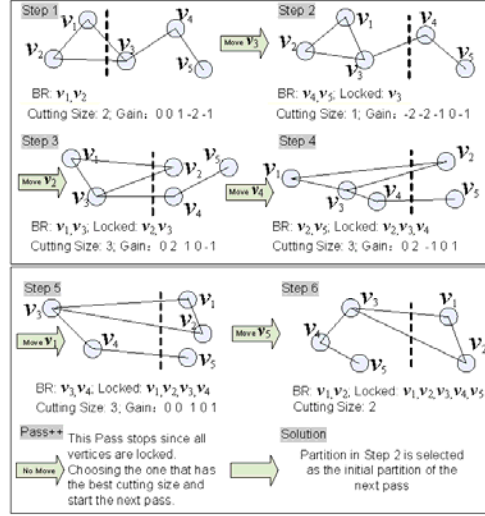 Step 1
v1
v2
v3
v4
v5
BR: v1,v2
Cutting Size: 2; Gain: 0 0 1 -2 -1
Move v3
Step 2
v1
v2
v3
v4
v5
BR: v4,v5; Locked: v3
Cutting Size: 1; Gain: -2 -2 -1 0 -1
Move v2
Step 3
v1
v2
v3
v4
v5
BR: v1,v3; Locked: v2,v3
Cutting Size: 3; Gain: 0 2 1 0 -1
Move v4
Step 4
v1
v2
v3
v4
v5
BR: v2,v5; Locked: v2,v3,v4
Cutting Size: 3; Gain: 0 2 -1 0 1
Move v1
Step 5
v3
v4
v1
v2
v5
BR: v3,v4; Locked: v1,v2,v3,v4
Cutting Size: 3, Gain: 0 0 1 0 1
Move v5
Step 6
v3
v4
v5
v1
v2
BR: v1,v2, Locked: v1,v2,v3,v4,v5
Cutting Size: 2
Pass++
No Move
This Pass stops since all
vertices are locked.
Choosing the one that has
the best cutting size and
start the next pass.
Solution
Partition in Step 2 is selected
as the initial partition of the
next pass